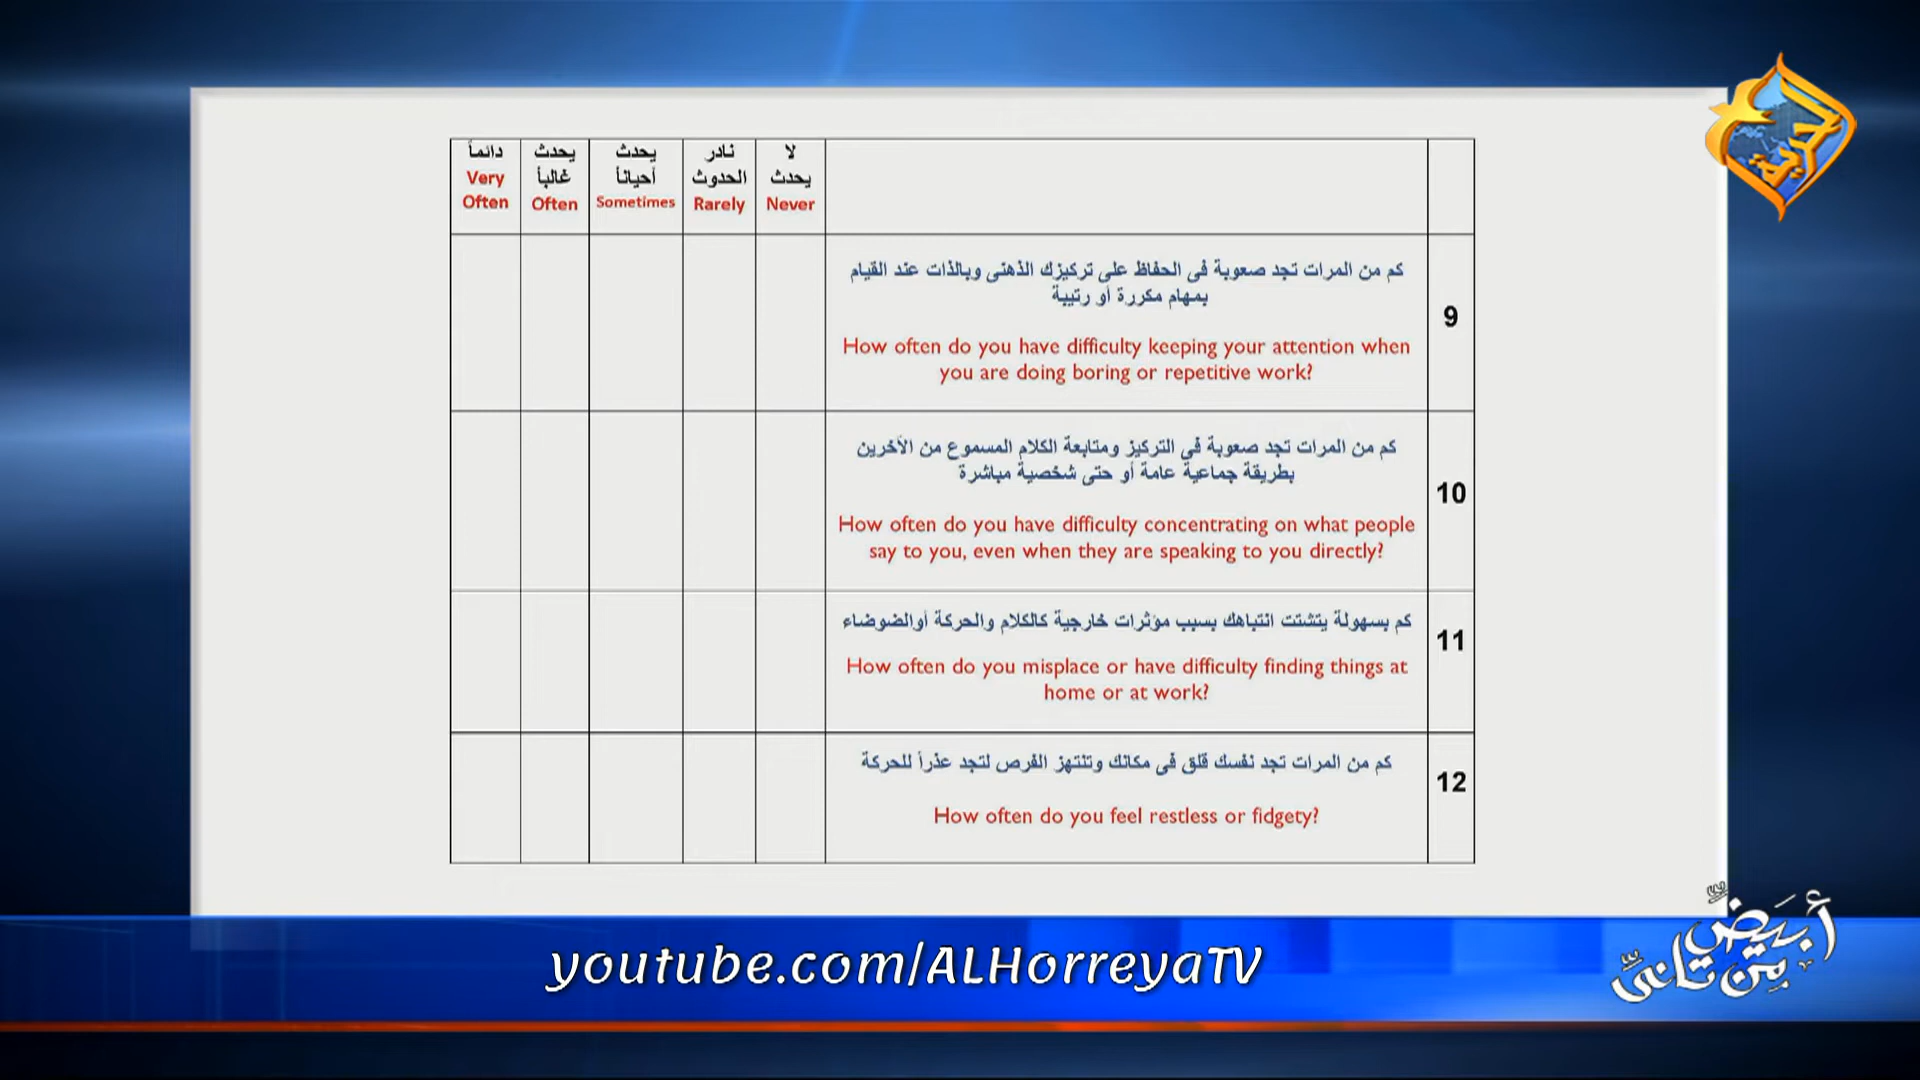 لا
يحدث
Never
نادر
الحدوث
Rarely
يحدث
أحياناً
Sometimes
يحدث
غالباً
Often
دائماً
Very
Often
9
كم من المرات تجد صعوبة فى الحفاظ على تركيزك الذهنى وبالذات عند القيام
بمهام مكررة أو رتيبة
How often do you have difficulty keeping your attention when
you are doing boring or repetitive work?
10
كم من المرات تجد صعوبة فى التركيز ومتابعة الكلام المسموع من الآخرين
بطريقة جماعية عامة أو حتى شخصية مباشرة
How often do you have difficulty concentrating on what people
say to you, even when they are speaking to you directly?
11
كم بسهولة يتشتت انتباهك بسبب مؤثرات خارجية كالكلام والحركة أوالضوضاء
How often do you misplace or have difficulty finding things at
home or at work?
12
كم من المرات تجد نفسك قلق فى مكانك وتنتهز الفرص لتجد عذراً للحركة
How often do you feel restless or fidgety?
الحرية
youtube.com/ALHorreyaTV
أبيَضّ
مِن تانىّ